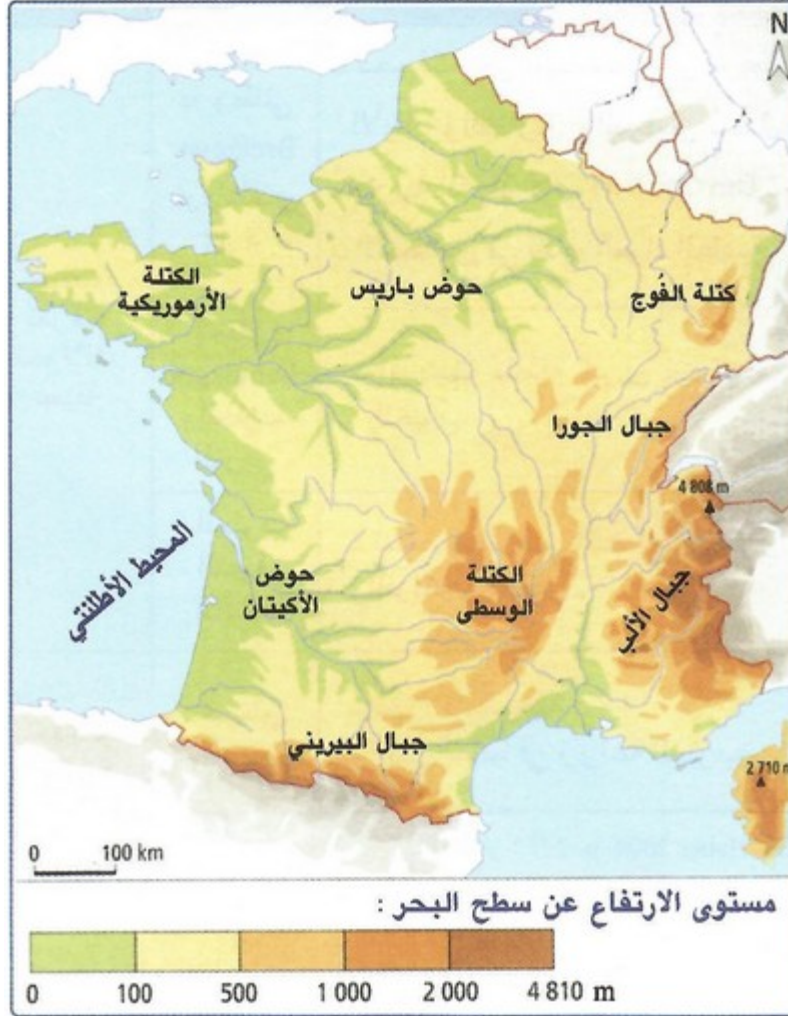 N
الكتلة
الأرموريكية
حوض باريس
كتلة الفُوج
جبال الجورا
4 808 m
المحيط الأطلنتي
حوض
الأكيتان
الكتلة
الوسطى
جبال الألب
جبال البيريني
2 710 m
0 100 km
مستوى الارتفاع عن سطح البحر :
0 100 500 1 000 2 000 4 810 m